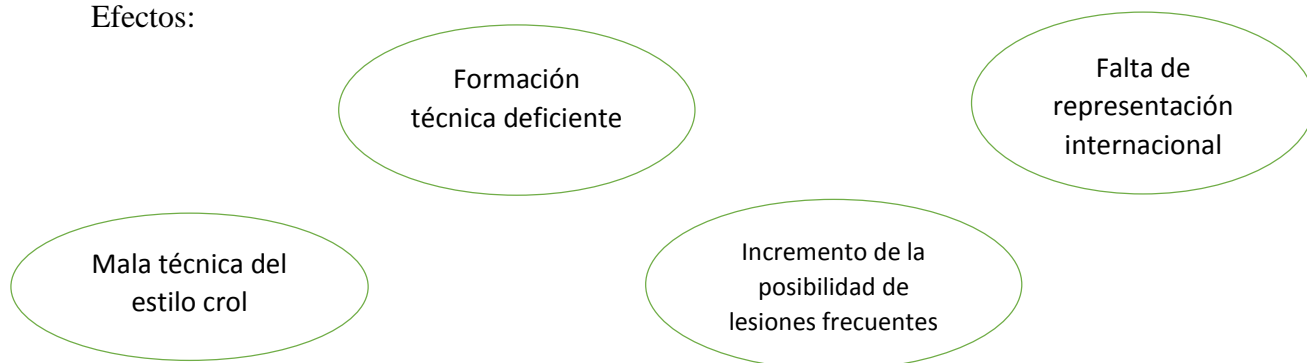 Efectos:
Formación
técnica deficiente
Falta de
representación
internacional
Mala técnica del
estilo crol
Incremento de la
posibilidad de
lesiones frecuentes